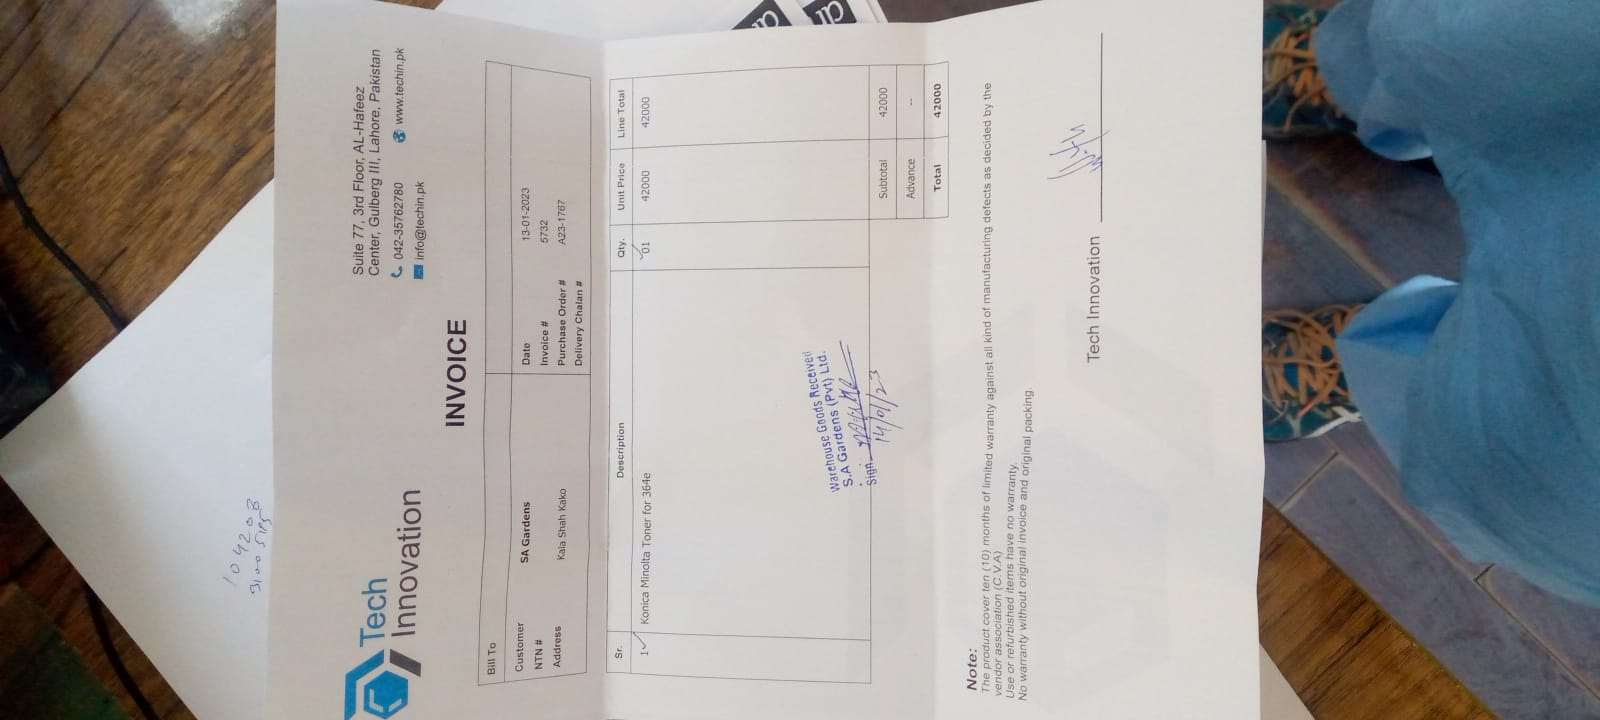 Tech
Innovation
Suite 77, 3rd Floor, AL-Hafeez
Center, Gulberg III, Lahore, Pakistan
042-35762780 www.techin.pk
info@techin.pk
INVOICE
Bill To
Customer SA Gardens Date 13-01-2023
NTN # Invoice # 5732
Address Kala Shah Kako Purchase Order # A23-1767
Delivery Chalan #
Sr. Description Qty. Unit Price Line Total
1 Konica Minolta Toner for 364e 01 42000 42000
Warehouse Goods Received
S.A Gardens (Pvt) Ltd.
Sign.
14/01/23
Subtotal 42000
Advance --
Total 42000
Note:
The product cover ten (10) months of limited warranty against all kind of manufacturing defects as decided by the
vendor association (C.V.A)
Use or refurbished items have no warranty.
No warranty without original invoice and original packing.
Tech Innovation
104208